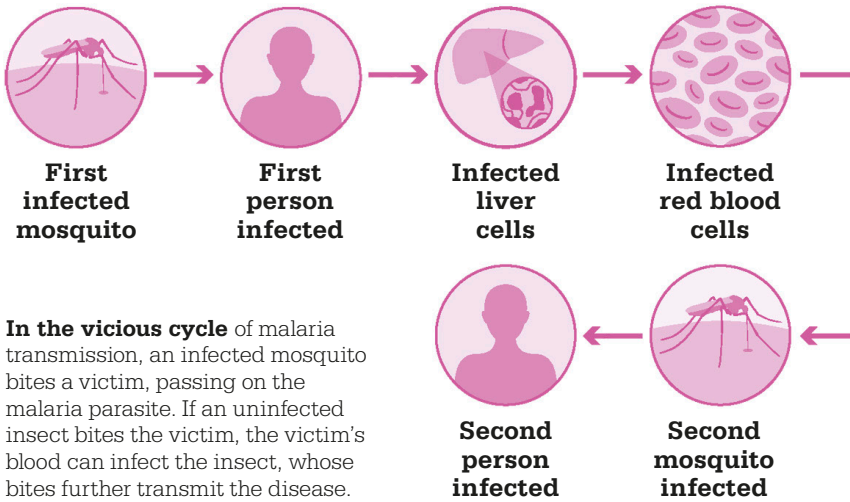 First
infected
mosquito
First
person
infected
Infected
liver
cells
Infected
red blood
cells
In the vicious cycle of malaria
transmission, an infected mosquito
bites a victim, passing on the
malaria parasite. If an uninfected
insect bites the victim, the victim’s
blood can infect the insect, whose
bites further transmit the disease.
Second
person
infected
Second
mosquito
infected